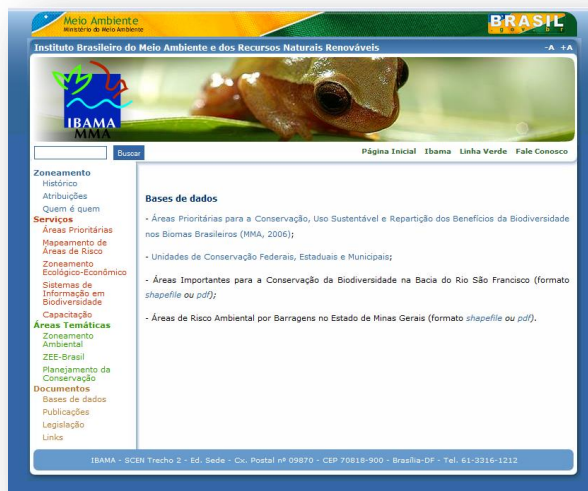 Meio Ambiente
Ministério do Meio Ambiente
BRASIL
.gov.br
Instituto Brasileiro do Meio Ambiente e dos Recursos Naturais Renováveis
-A +A
IBAMA
MMA
Buscar
Página Inicial Ibama Linha Verde Fale Conosco
Zoneamento
Histórico
Atribuições
Quem é quem
Serviços
Áreas Prioritárias
Mapeamento de
Áreas de Risco
Zoneamento
Ecológico-Econômico
Sistemas de
Informação em
Biodiversidade
Capacitação
Áreas Temáticas
Zoneamento
Ambiental
ZEE-Brasil
Planejamento da
Conservação
Documentos
Bases de dados
Publicações
Legislação
Links
Bases de dados
- Áreas Prioritárias para a Conservação, Uso Sustentável e Repartição dos Benefícios da Biodiversidade
nos Biomas Brasileiros (MMA, 2006);
- Unidades de Conservação Federais, Estaduais e Municipais;
- Áreas Importantes para a Conservação da Biodiversidade na Bacia do Rio São Francisco (formato
shapefile ou pdf);
- Áreas de Risco Ambiental por Barragens no Estado de Minas Gerais (formato shapefile ou pdf).
IBAMA - SCEN Trecho 2 - Ed. Sede - Cx. Postal nº 09870 - CEP 70818-900 - Brasília-DF - Tel. 61-3316-1212